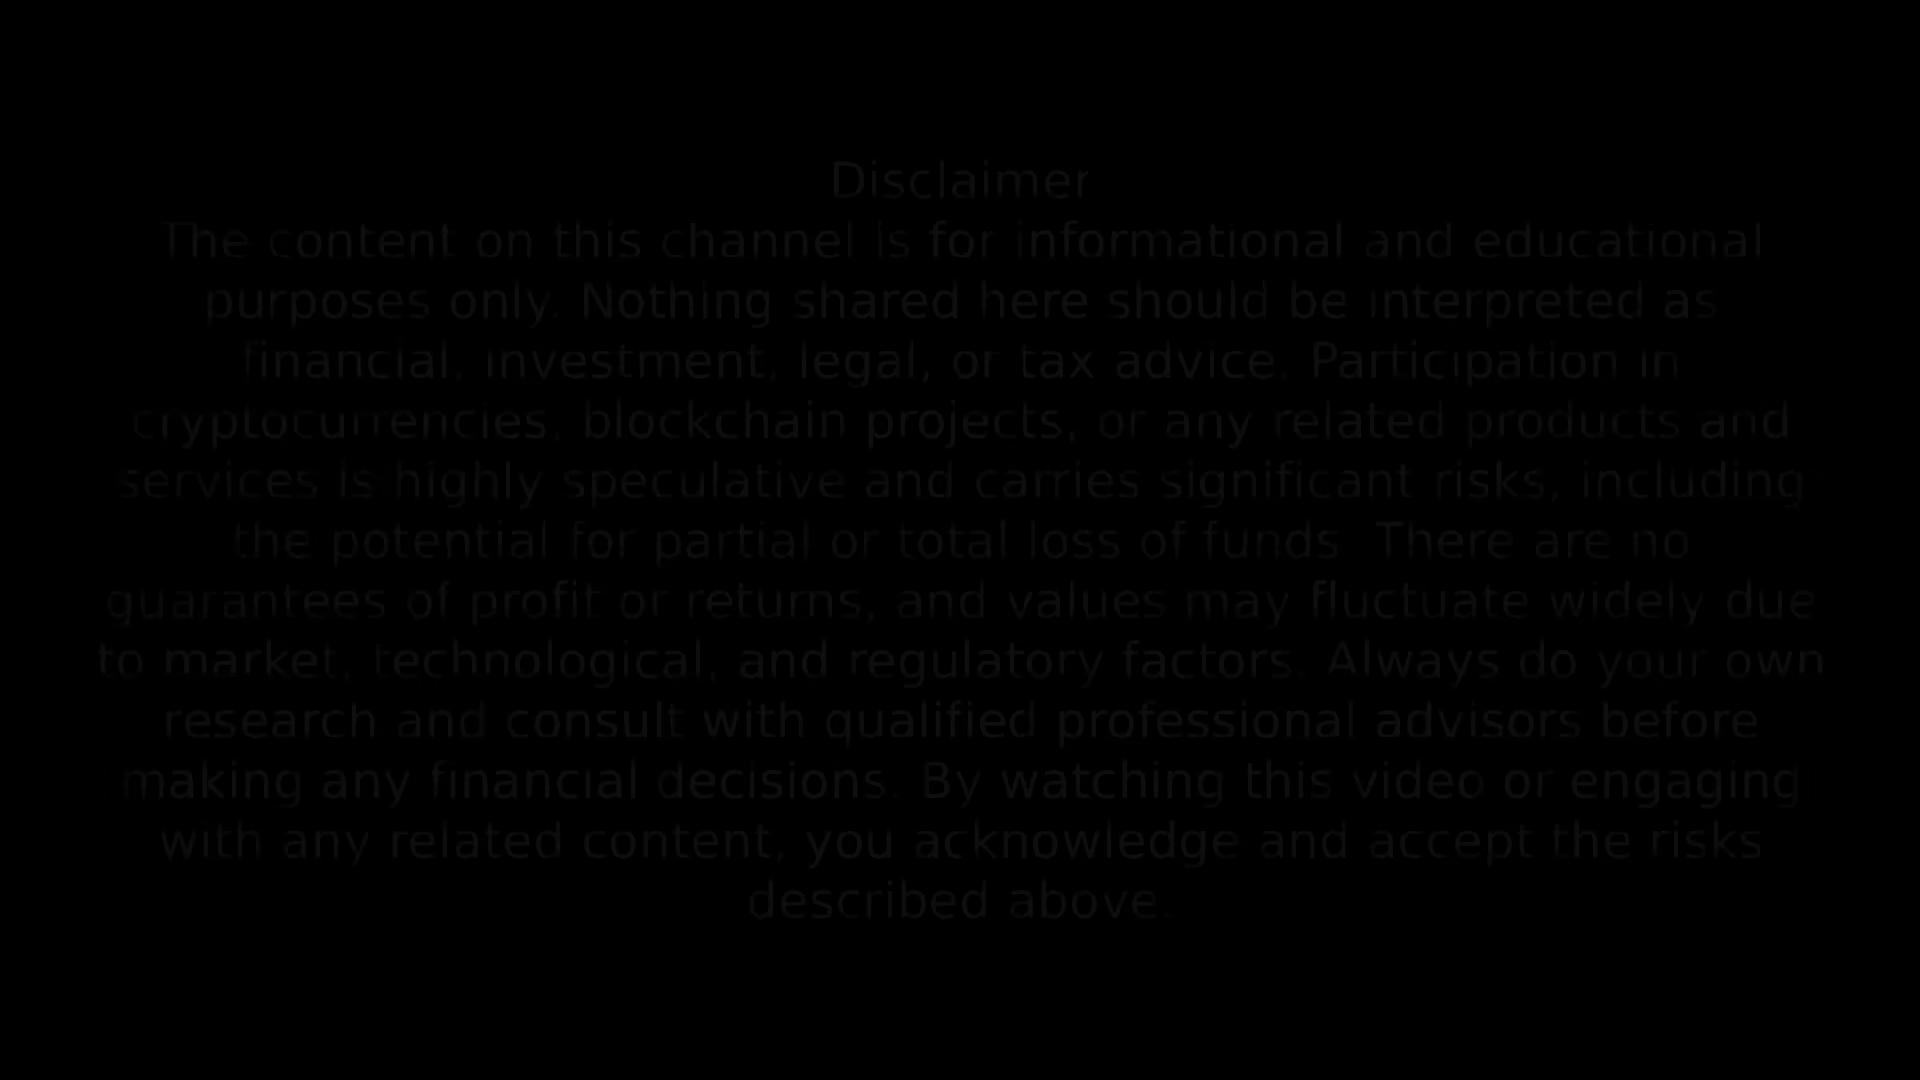 Disclaimer
The content on this channel is for informational and educational
purposes only. Nothing shared here should be interpreted as
financial, investment, legal, or tax advice. Participation in
cryptocurrencies, blockchain projects, or any related products and
services is highly speculative and carries significant risks, including
the potential for partial or total loss of funds. There are no
guarantees of profit or returns, and values may fluctuate widely due
to market, technological, and regulatory factors. Always do your own
research and consult with qualified professional advisors before
making any financial decisions. By watching this video or engaging
with any related content, you acknowledge and accept the risks
described above.